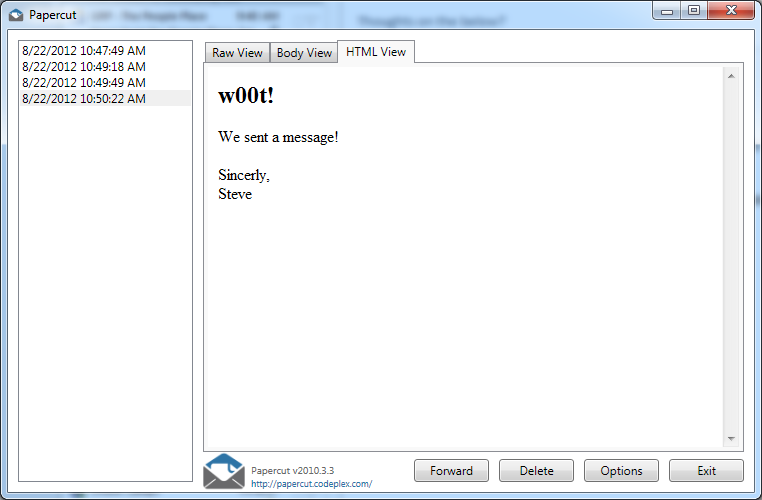 Papercut
8/22/2012 10:47:49 AM
8/22/2012 10:49:18 AM
8/22/2012 10:49:49 AM
8/22/2012 10:50:22 AM
Raw View
Body View
HTML View
w00t!
We sent a message!
Sincerly,
Steve
Papercut v2010.3.3
http://papercut.codeplex.com/
Forward
Delete
Options
Exit